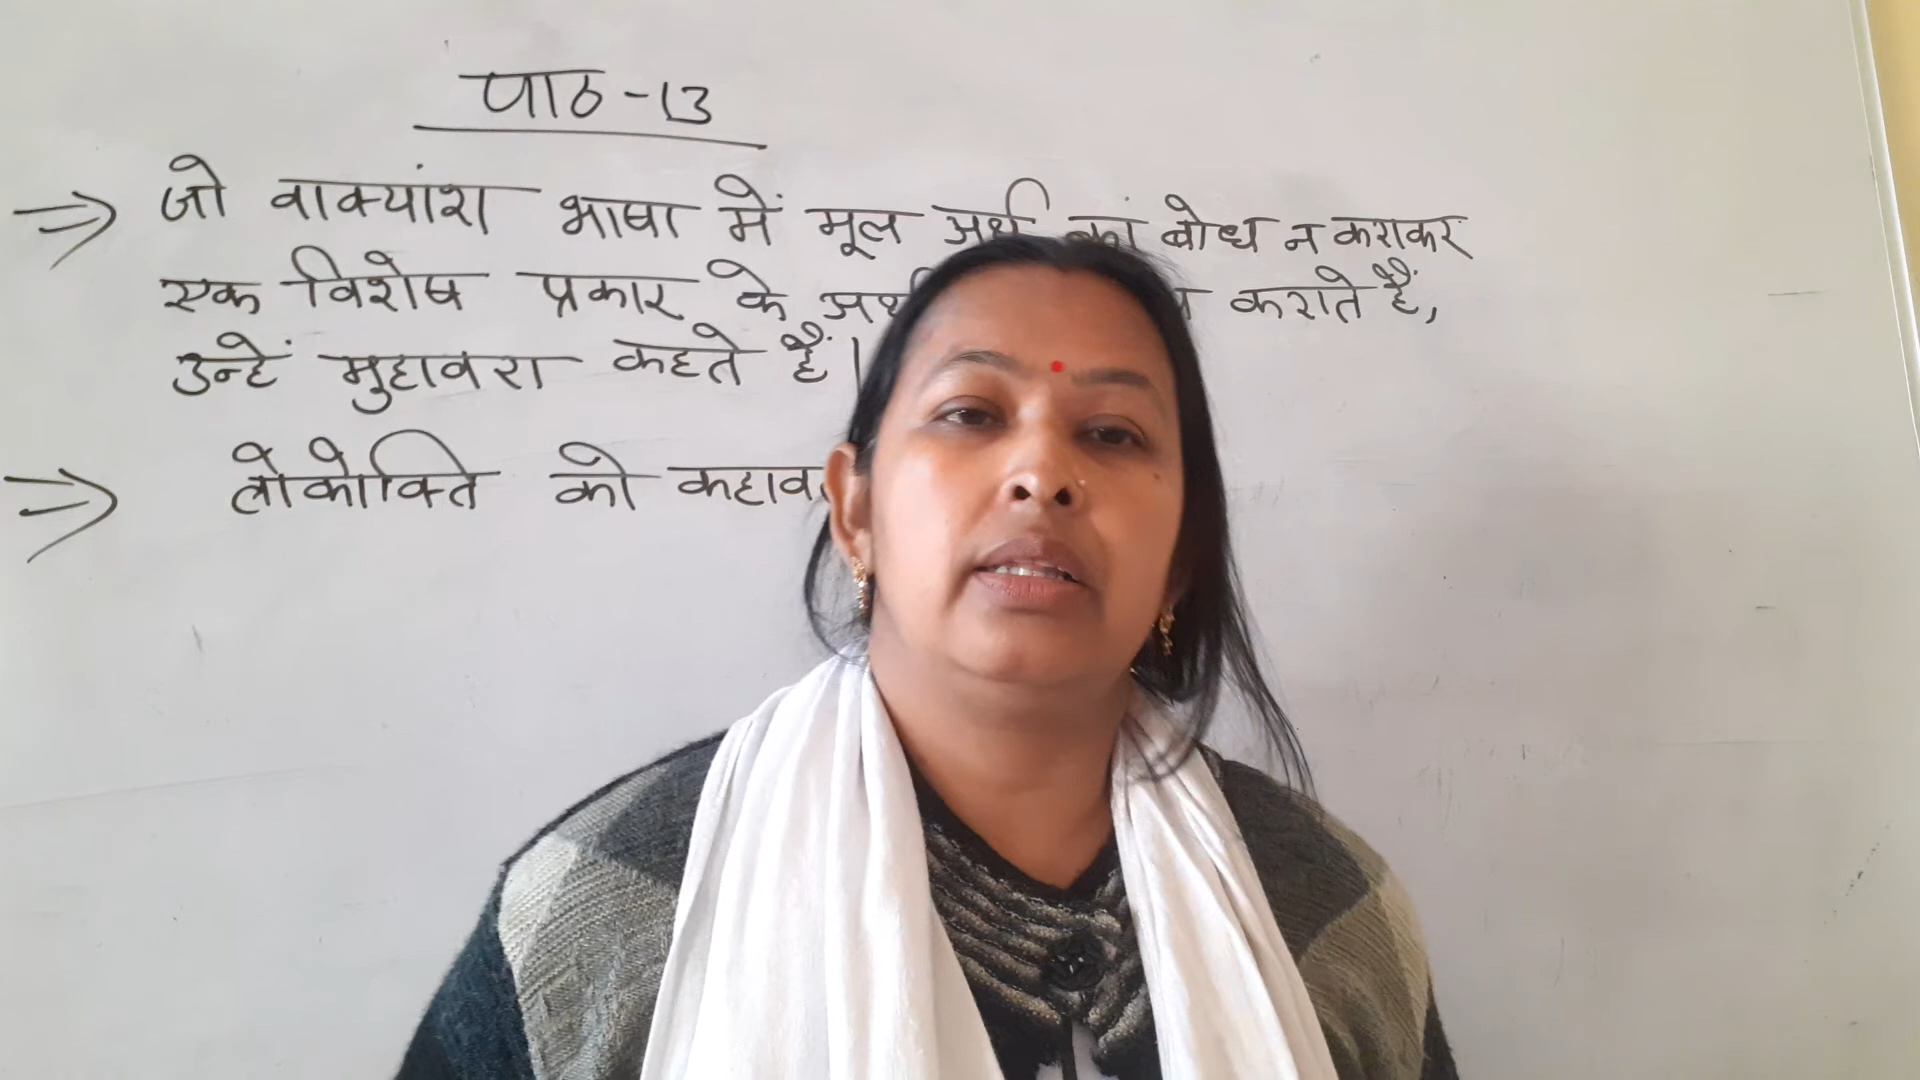 पाठ -13
⇒ जो वाक्यांश भाषा में मूल अर्थ का बोध न कराकर
एक विशेष प्रकार के कराते हैं,
उन्हें मुहावरा कहते हैं।
⇒ लोकोक्ति को